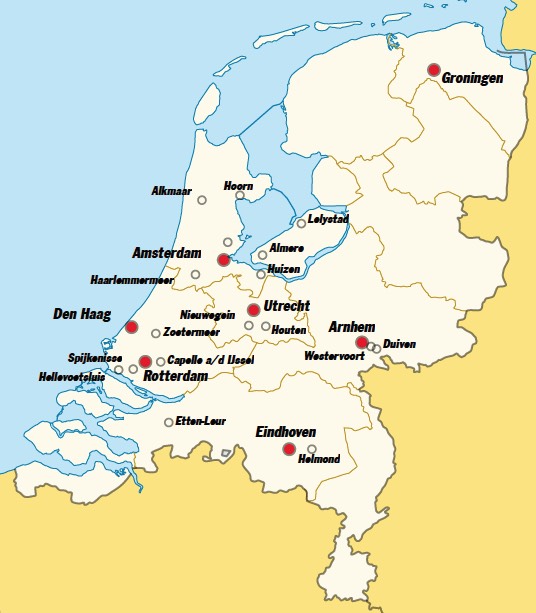 Groningen
Hoorn
Alkmaar
Lelystad
Almere
Amsterdam
Huizen
Haarlemmermeer
Utrecht
Den Haag
Nieuwegein
Arnhem
Zoetermeer
Houten
Duiven
Westervoort
Spijkenisse
Capelle a/d IJssel
Hellevoetsluis
Rotterdam
Etten-Leur
Eindhoven
Helmond